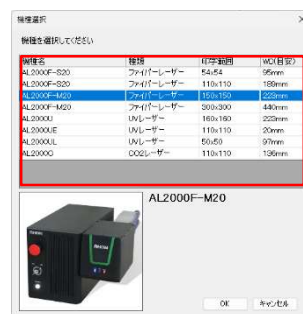 機種選択
機種を選択してください
機種名 種類 印字範囲 WD(目安)
AL2000F-S20 ファイバーレーザー 54x54 95mm
AL2000F-S20 ファイバーレーザー 110x110 189mm
AL2000F-M20 ファイバーレーザー 150x150 223mm
AL2000F-M20 ファイバーレーザー 300x300 440mm
AL2000U UVレーザー 160x160 223mm
AL2000UE UVレーザー 110x110 20mm
AL2000UL UVレーザー 50x50 97mm
AL2000C CO2レーザー 110x110 136mm
AL2000F-M20
OK キャンセル